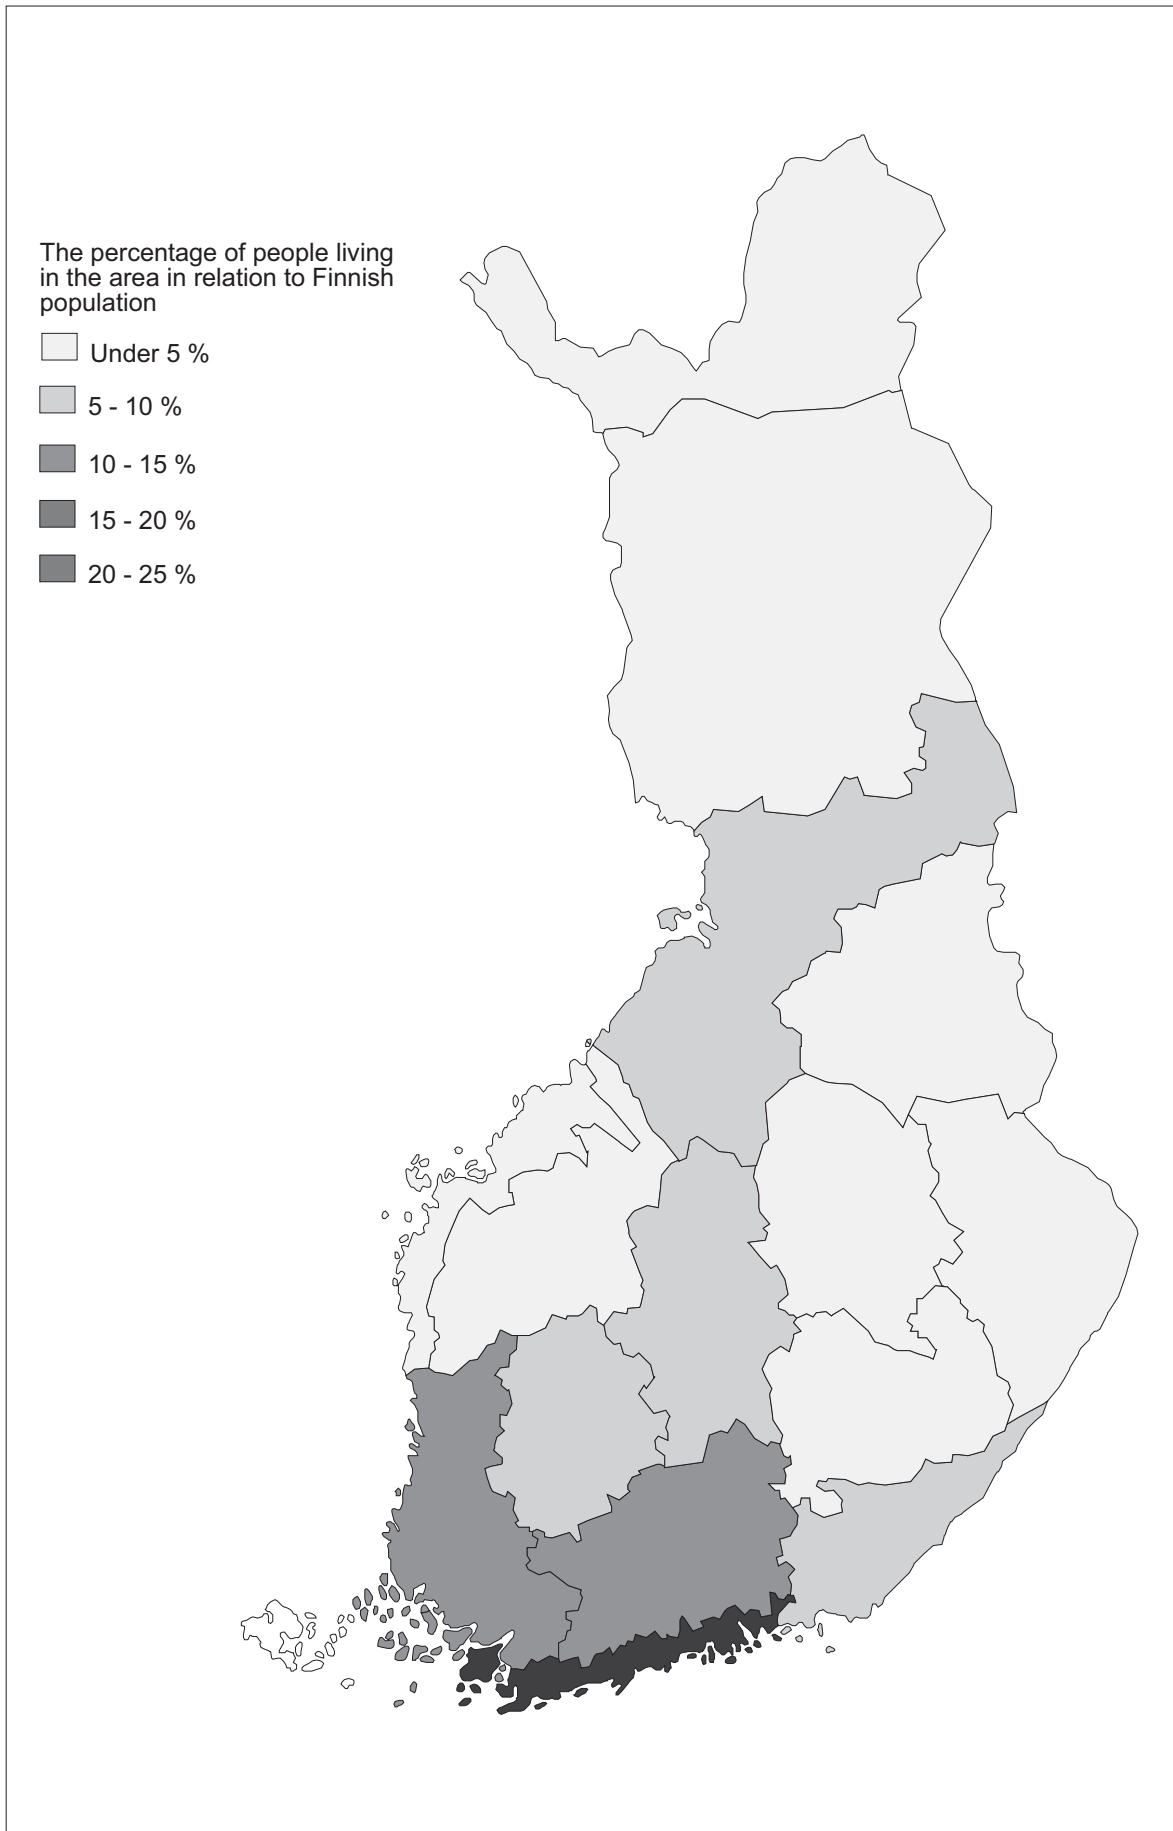 The percentage of people living
in the area in relation to Finnish
population
Under 5 %
5 - 10 %
10 - 15 %
15 - 20 %
20 - 25 %